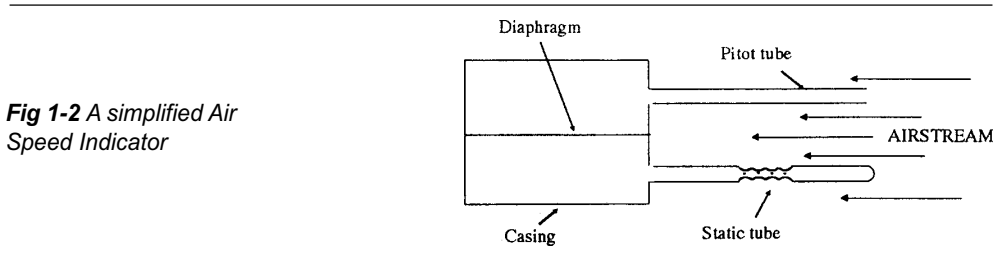 Fig 1-2 A simplified Air
Speed Indicator
Diaphragm
Pitot tube
AIRSTREAM
Casing
Static tube